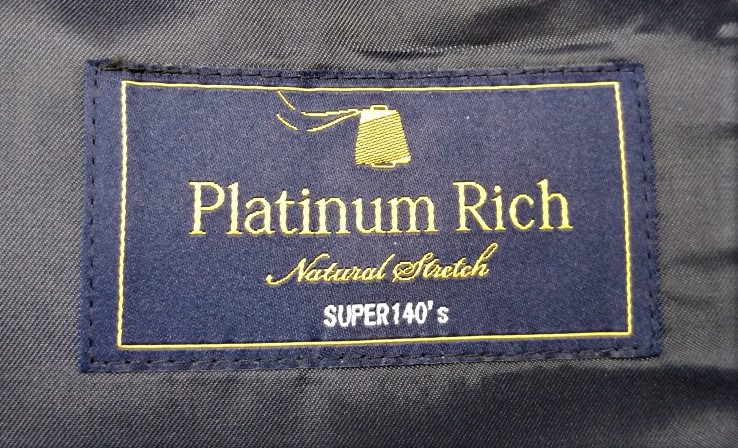 Platinum Rich
Natural Stretch
SUPER140's